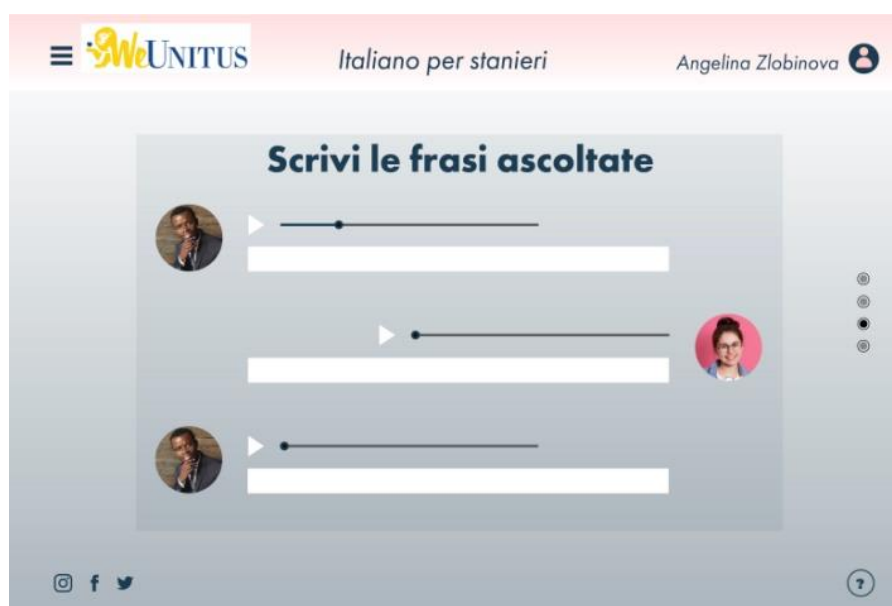 WeUNITUS
Italiano per stanieri
Angelina Zlobinova
Scrivi le frasi ascoltate
f
?